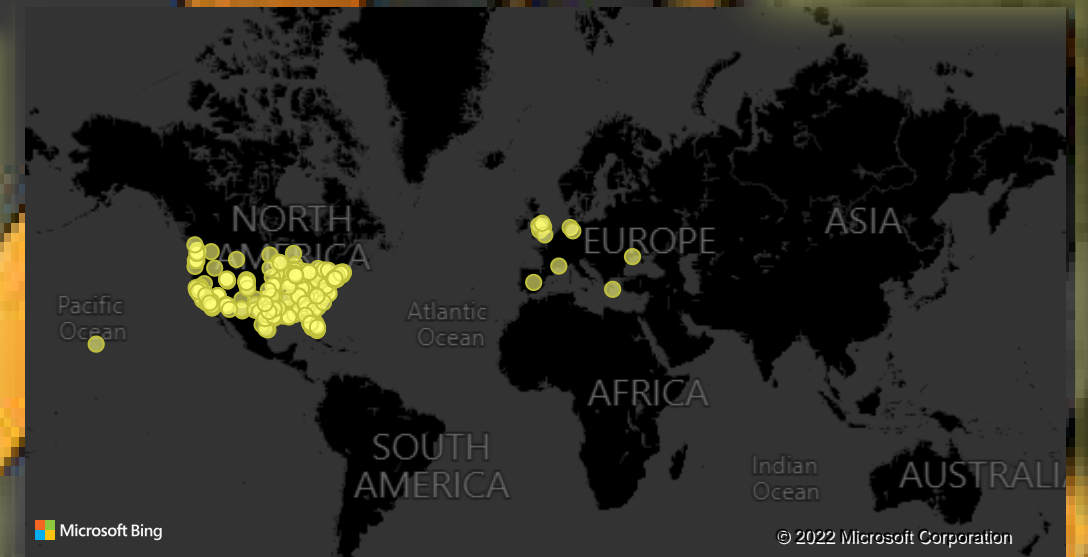 NORTH
AMERICA
EUROPE
ASIA
Pacific
Ocean
Atlantic
Ocean
AFRICA
SOUTH
AMERICA
Indian
Ocean
AUSTRALIA
Microsoft Bing
© 2022 Microsoft Corporation